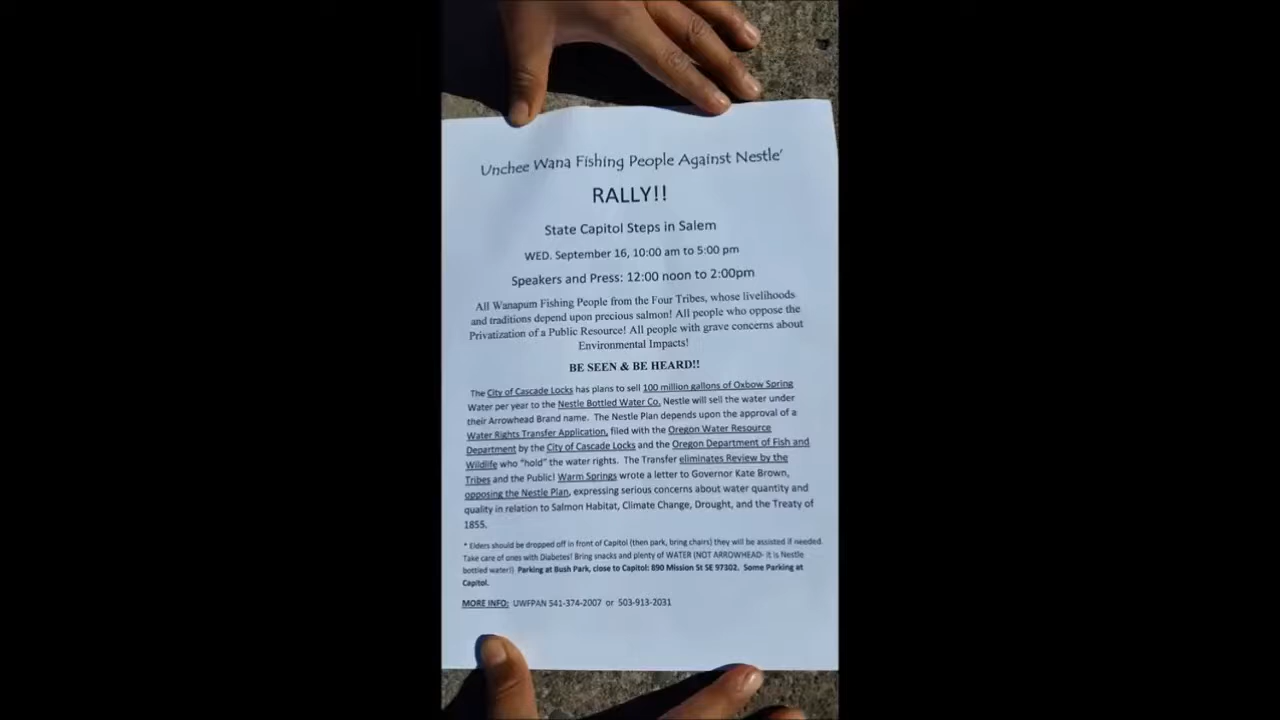 Unchee Wana Fishing People Against Nestle'
RALLY!!
State Capitol Steps in Salem
WED. September 16, 10:00 am to 5:00 pm
Speakers and Press: 12:00 noon to 2:00pm
All Wanapum Fishing People from the Four Tribes, whose livelihoods
and traditions depend upon precious salmon! All people who oppose the
Privatization of a Public Resource! All people with grave concerns about
Environmental Impacts!
BE SEEN & BE HEARD!!
The City of Cascade Locks has plans to sell 100 million gallons of Oxbow Spring
Water per year to the Nestle Bottled Water Co. Nestle will sell the water under
their Arrowhead Brand name. The Nestle Plan depends upon the approval of a
Water Rights Transfer Application, filed with the Oregon Water Resource
Department by the City of Cascade Locks and the Oregon Department of Fish and
Wildlife who "hold" the water rights. The Transfer eliminates Review by the
Tribes and the Public! Warm Springs wrote a letter to Governor Kate Brown,
opposing the Nestle Plan, expressing serious concerns about water quantity and
quality in relation to Salmon Habitat, Climate Change, Drought, and the Treaty of
1855.
* Elders should be dropped off in front of Capitol (then park, bring chairs) they will be assisted if needed.
Take care of ones with Diabetes! Bring snacks and plenty of WATER (NOT ARROWHEAD- it is Nestle
bottled water!) Parking at Bush Park, close to Capitol: 890 Mission St SE 97302. Some Parking at
Capitol.
MORE INFO: UWFPAN 541-374-2007 or 503-913-2031